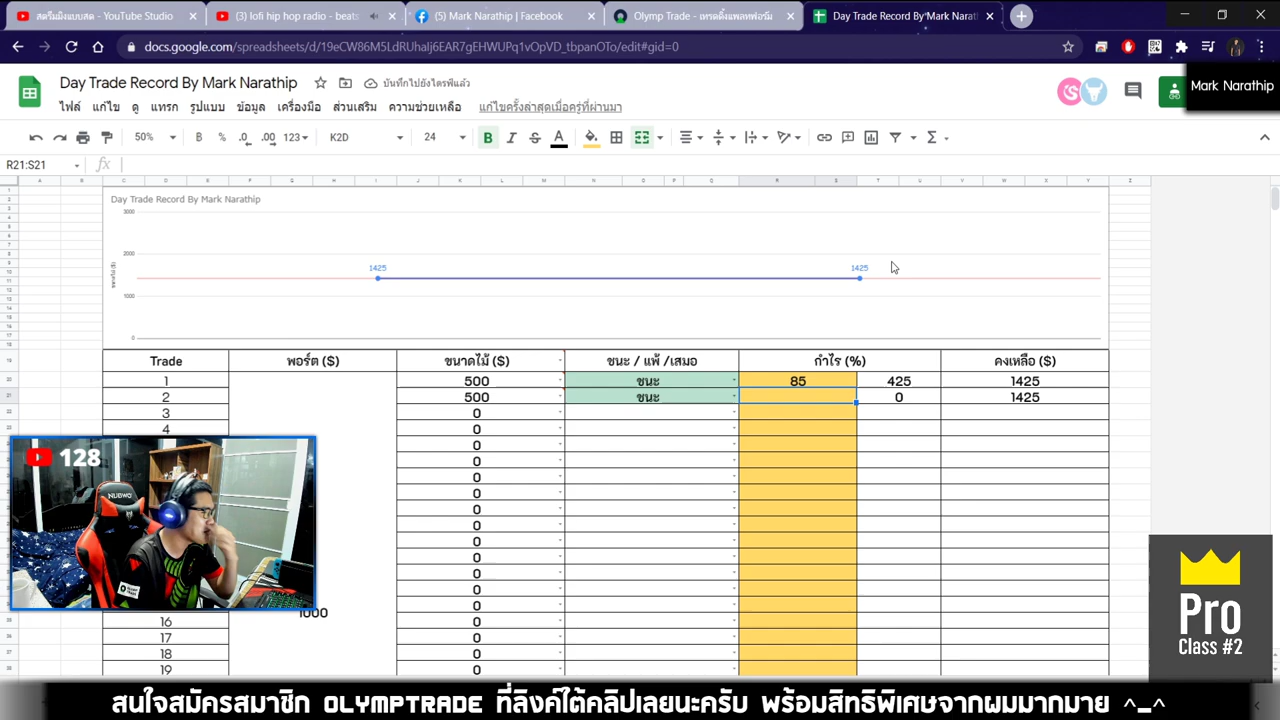 สตรีมมิงแบบสด - YouTube Studio
(3) lofi hip hop radio - beats
(5) Mark Narathip | Facebook
Olymp Trade - เทรดดิ้งแพลทฟอร์ม
Day Trade Record By Mark Narat
docs.google.com/spreadsheets/d/19eCW86M5LdRUhaIj6EAR7gEHWUPq1vOpVD_tbpanOTo/edit#gid=0
Day Trade Record By Mark Narathip
บันทึกไปยังไดรฟ์แล้ว
Mark Narathip
ไฟล์ แก้ไข ดู แทรก รูปแบบ ข้อมูล เครื่องมือ ส่วนเสริม ความช่วยเหลือ แก้ไขครั้งล่าสุดเมื่อครู่ที่ผ่านมา
50% B % .0 .00 123 K2D 24 B I S A Σ
R21:S21 fx
Day Trade Record By Mark Narathip
3000
2000
1000
0
1425 1425
Trade พอร์ต ($) ขนาดไม้ ($) ชนะ / แพ้ /เสมอ กำไร (%) คงเหลือ ($)
1 500 ชนะ 85 425 1425
2 500 ชนะ 0 1425
3 0
4 0
0
0
0
0
0
0
0
0
0
0
0
1000
16 0
17 0
18 0
19 0
128
NUBWO
Pro
Class #2
สนใจสมัครสมาชิก OLYMPTRADE ที่ลิงค์ใต้คลิปเลยนะครับ พร้อมสิทธิพิเศษจากผมมากมาย ^_^